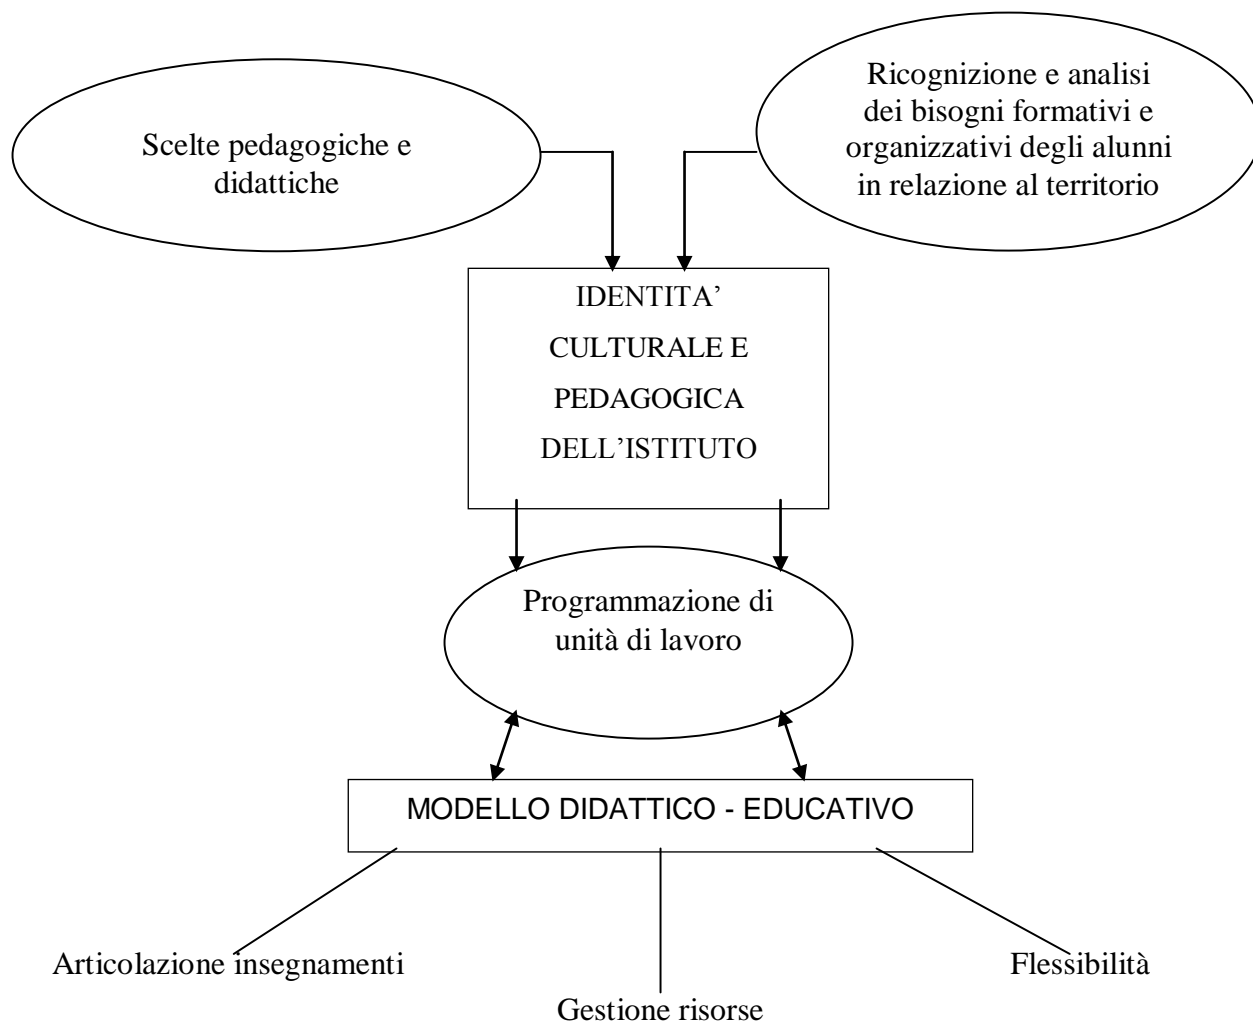 Scelte pedagogiche e
didattiche
Ricognizione e analisi
dei bisogni formativi e
organizzativi degli alunni
in relazione al territorio
IDENTITA’
CULTURALE E
PEDAGOGICA
DELL’ISTITUTO
Programmazione di
unità di lavoro
MODELLO DIDATTICO - EDUCATIVO
Articolazione insegnamenti
Flessibilità
Gestione risorse